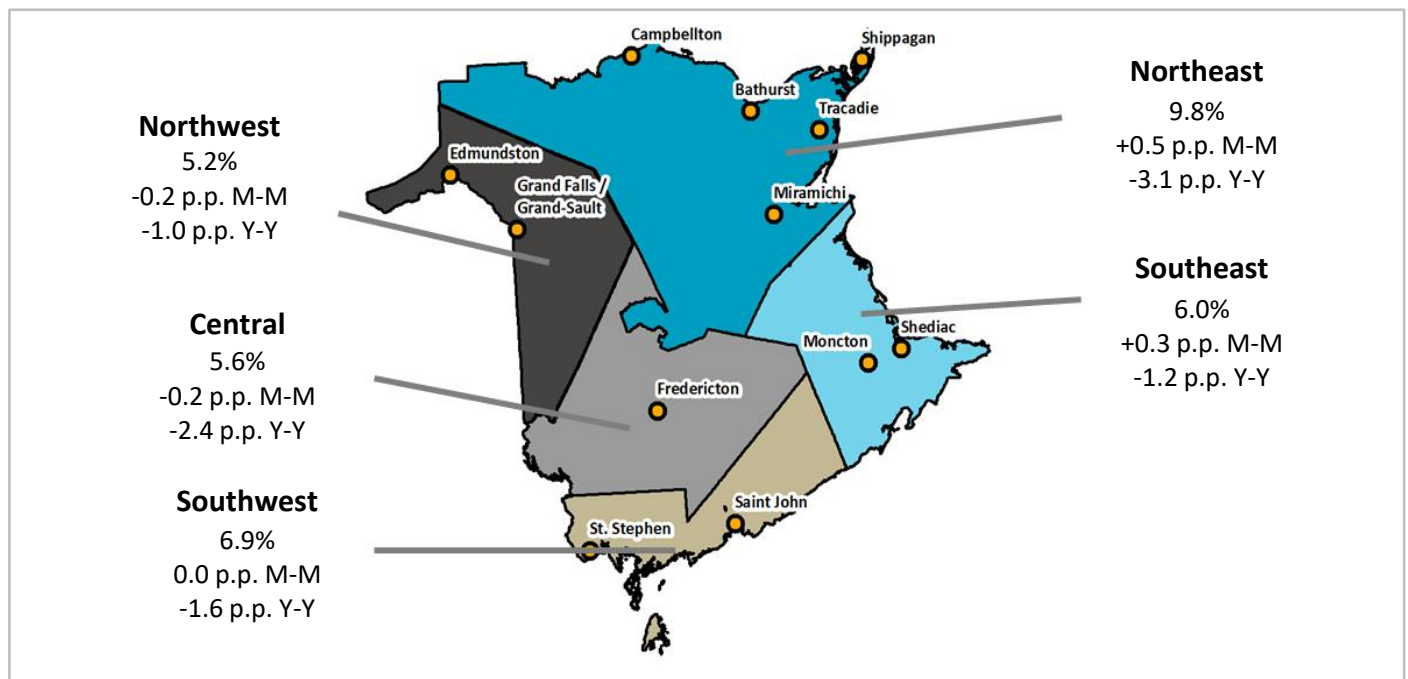 Northwest
5.2%
-0.2 p.p. M-M
-1.0 p.p. Y-Y
Central
5.6%
-0.2 p.p. M-M
-2.4 p.p. Y-Y
Southwest
6.9%
0.0 p.p. M-M
-1.6 p.p. Y-Y
Campbellton
Shippagan
Bathurst
Tracadie
Edmundston
Grand Falls /
Grand-Sault
Miramichi
Moncton
Shediac
Fredericton
Saint John
St. Stephen
Northeast
9.8%
+0.5 p.p. M-M
-3.1 p.p. Y-Y
Southeast
6.0%
+0.3 p.p. M-M
-1.2 p.p. Y-Y